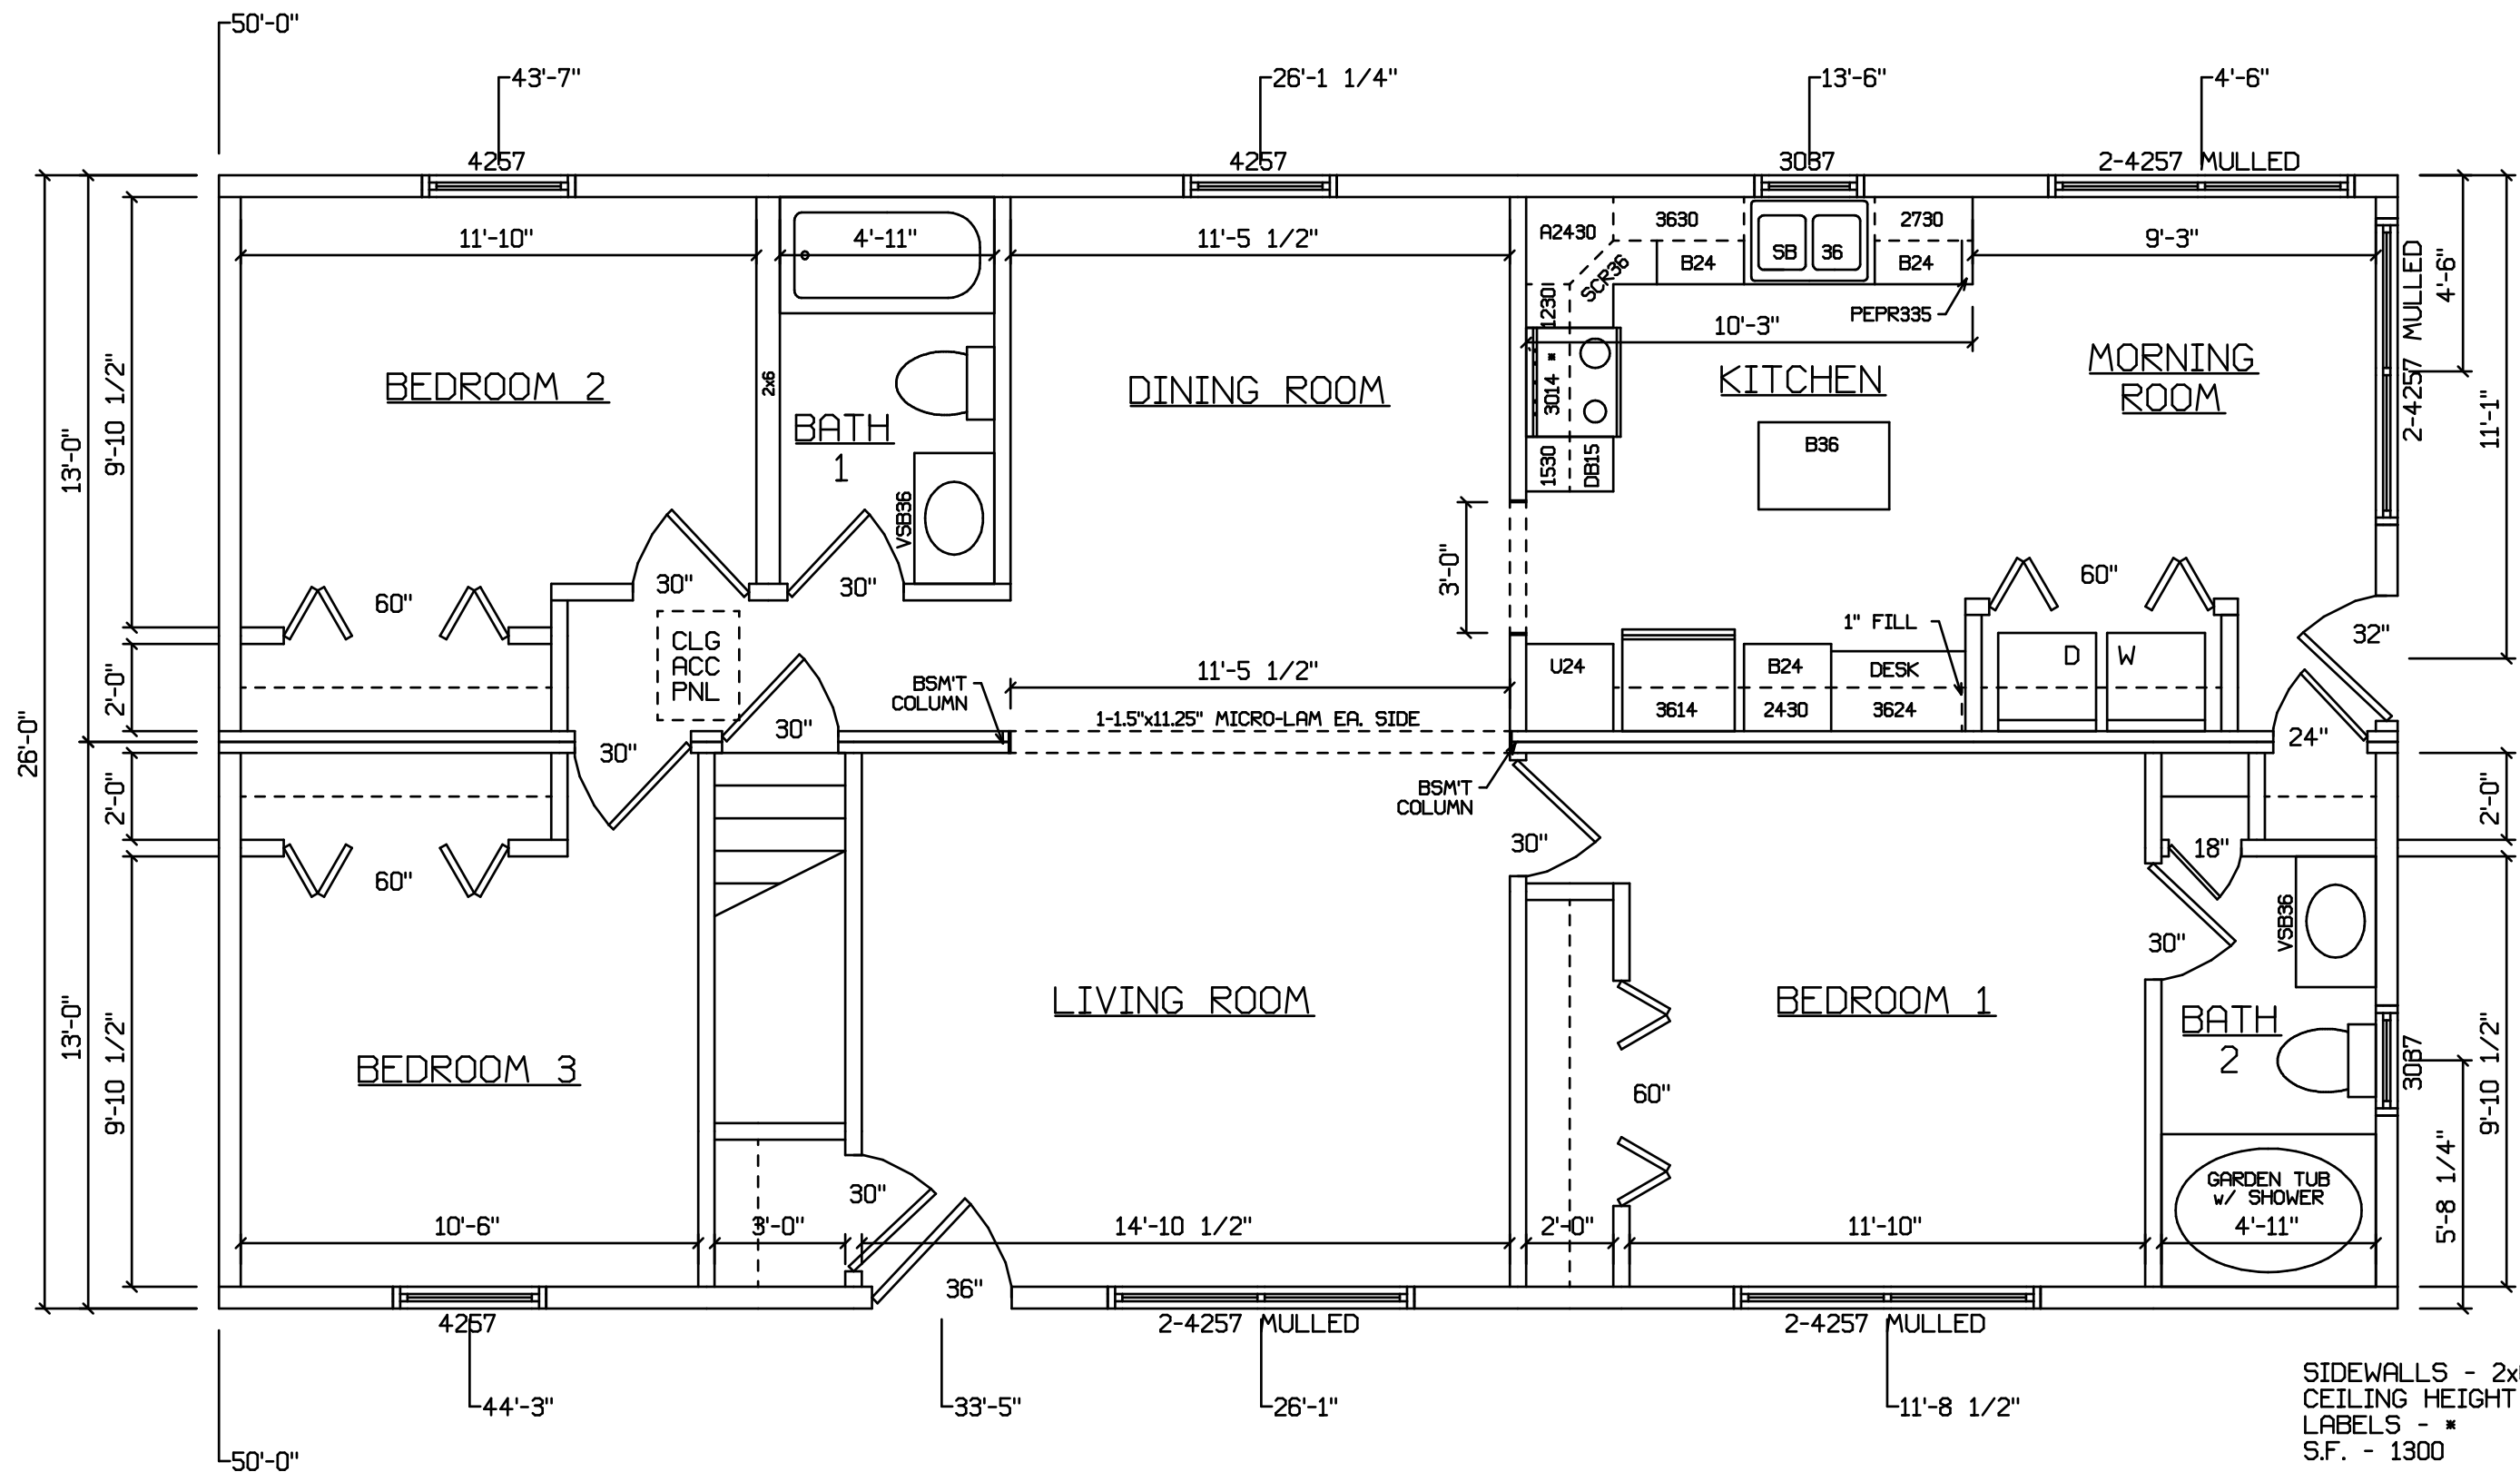 50'-0"
43'-7"
26'-1 1/4"
13'-6"
4'-6"
4257
4257
3087
2-4257 MULLED
11'-10"
4'-11"
11'-5 1/2"
A2430
3630
SB
36
2730
9'-3"
B24
B24
SCR36
1230
PEPR335
10'-3"
2-4257 MULLED
4'-6"
11'-1"
9'-10 1/2"
13'-0"
26'-0"
BEDROOM 2
2x6
BATH
1
DINING ROOM
3014 *
KITCHEN
MORNING
ROOM
B36
1530
DB15
VSB36
3'-0"
60"
30"
30"
60"
1" FILL
32"
CLG
ACC
PNL
2'-0"
BSM'T
COLUMN
11'-5 1/2"
U24
B24
DESK
D
W
3614
2430
3624
1-1.5"x11.25" MICRO-LAM EA. SIDE
30"
30"
24"
2'-0"
BSM'T
COLUMN
2'-0"
30"
18"
60"
VSB36
30"
13'-0"
9'-10 1/2"
BEDROOM 3
LIVING ROOM
BEDROOM 1
BATH
2
3087
9'-10 1/2"
60"
5'-8 1/4"
30"
GARDEN TUB
w/ SHOWER
10'-6"
3'-0"
14'-10 1/2"
2'-0"
11'-10"
4'-11"
36"
4257
2-4257 MULLED
2-4257 MULLED
44'-3"
33'-5"
26'-1"
11'-8 1/2"
50'-0"
SIDEWALLS - 2x
CEILING HEIGHT
LABELS - *
S.F. - 1300